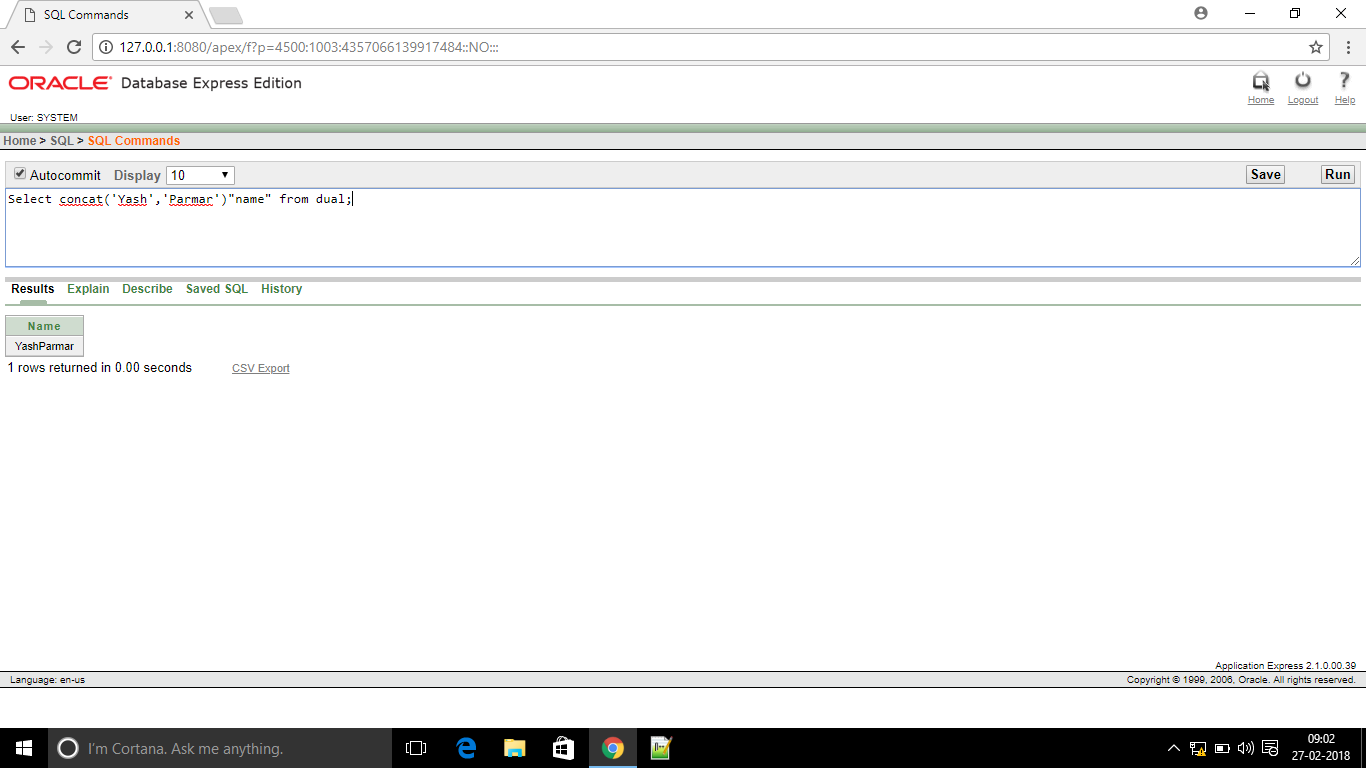 SQL Commands
127.0.0.1:8080/apex/f?p=4500:1003:4357066139917484::NO:::
ORACLE Database Express Edition
Home Logout Help
User: SYSTEM
Home > SQL > SQL Commands
Autocommit Display 10 Save Run
Select concat('Yash','Parmar')"name" from dual;
Results Explain Describe Saved SQL History
Name
YashParmar
1 rows returned in 0.00 seconds CSV Export
Application Express 2.1.0.00.39
Language: en-us Copyright © 1999, 2006, Oracle. All rights reserved.
I'm Cortana. Ask me anything.
09:02
27-02-2018